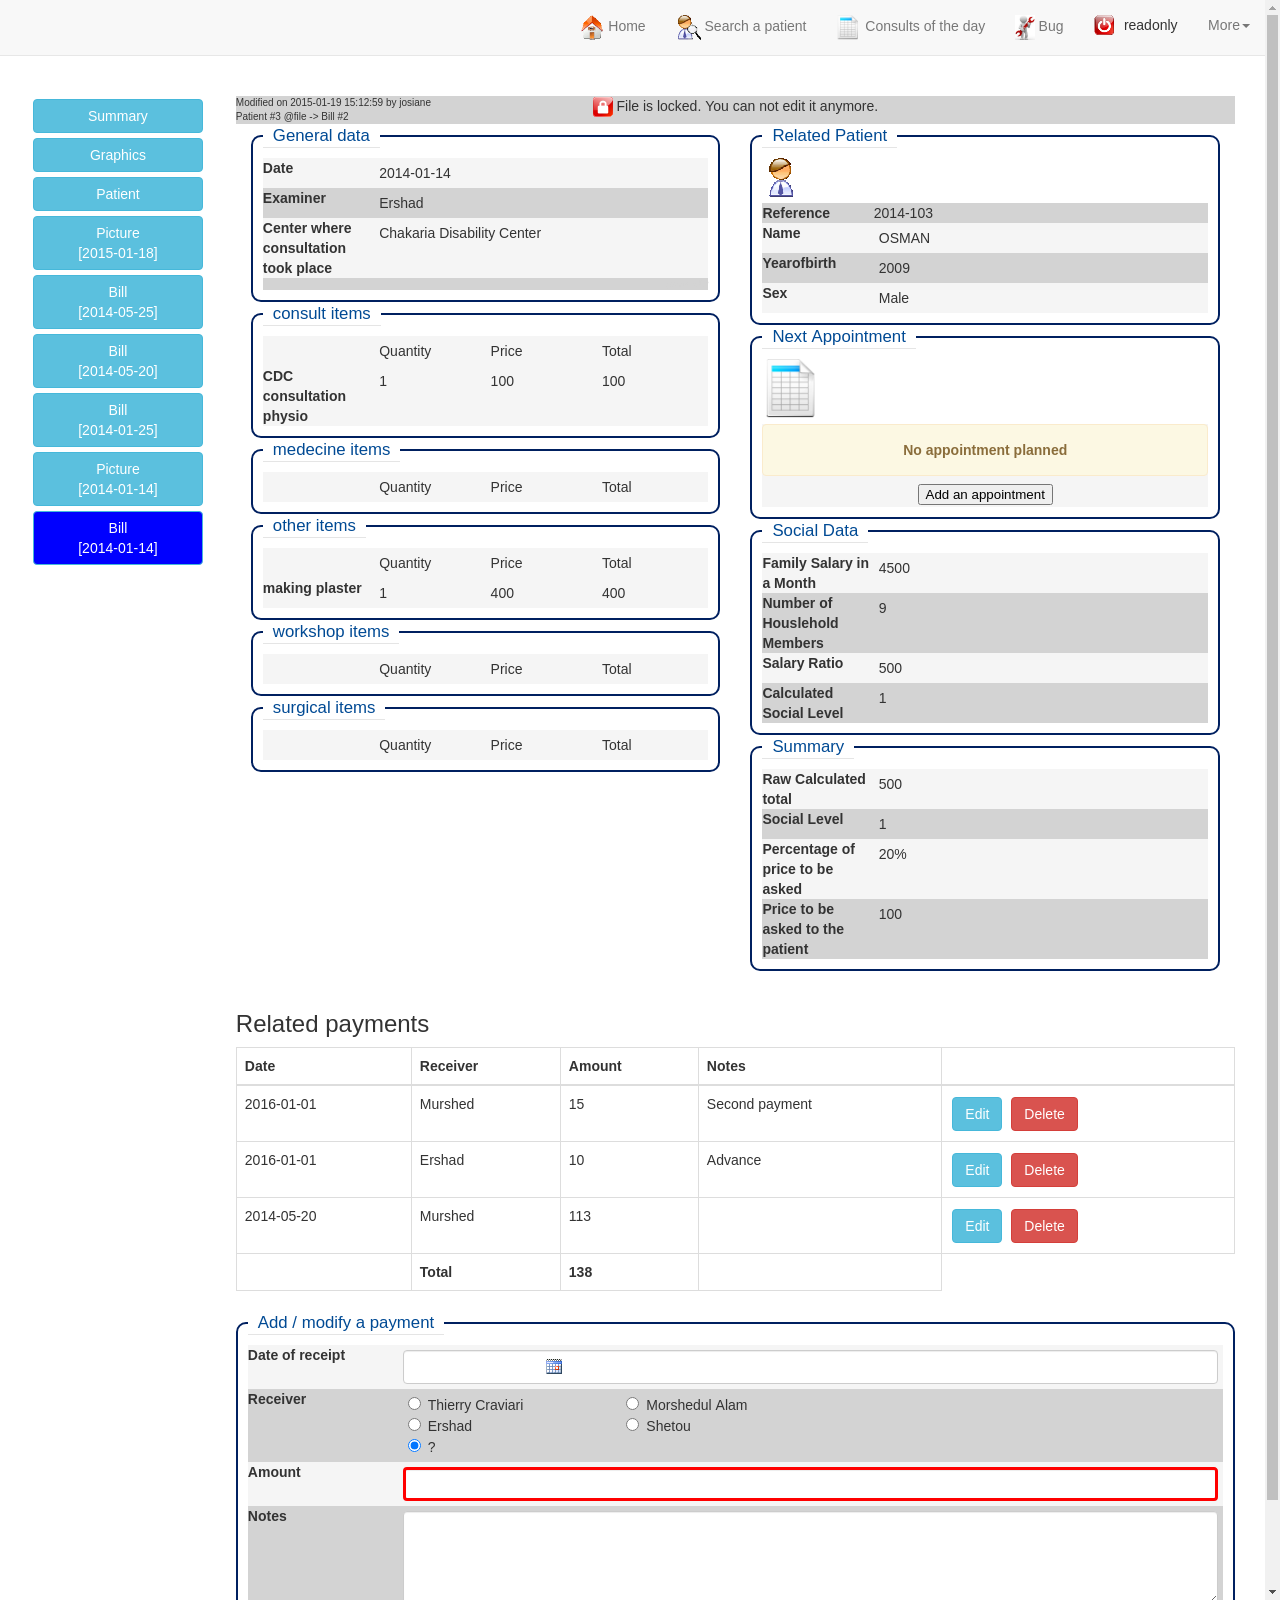 Home Search a patient Consults of the day Bug readonly More
Summary
Graphics
Patient
Picture
[2015-01-18]
Bill
[2014-05-25]
Bill
[2014-05-20]
Bill
[2014-01-25]
Picture
[2014-01-14]
Bill
[2014-01-14]
Modified on 2015-01-19 15:12:59 by josiane
Patient #3 @file -> Bill #2
File is locked. You can not edit it anymore.
General data
Date 2014-01-14
Examiner Ershad
Center where Chakaria Disability Center
consultation
took place
consult items
Quantity Price Total
CDC 1 100 100
consultation
physio
medecine items
Quantity Price Total
other items
Quantity Price Total
making plaster 1 400 400
workshop items
Quantity Price Total
surgical items
Quantity Price Total
Related Patient
Reference 2014-103
Name OSMAN
Yearofbirth 2009
Sex Male
Next Appointment
No appointment planned
Add an appointment
Social Data
Family Salary in 4500
a Month
Number of 9
Houslehold
Members
Salary Ratio 500
Calculated 1
Social Level
Summary
Raw Calculated 500
total
Social Level 1
Percentage of 20%
price to be
asked
Price to be 100
asked to the
patient
Related payments
Date Receiver Amount Notes
2016-01-01 Murshed 15 Second payment Edit Delete
2016-01-01 Ershad 10 Advance Edit Delete
2014-05-20 Murshed 113 Edit Delete
Total 138
Add / modify a payment
Date of receipt
Receiver Thierry Craviari Morshedul Alam
Ershad Shetou
?
Amount
Notes